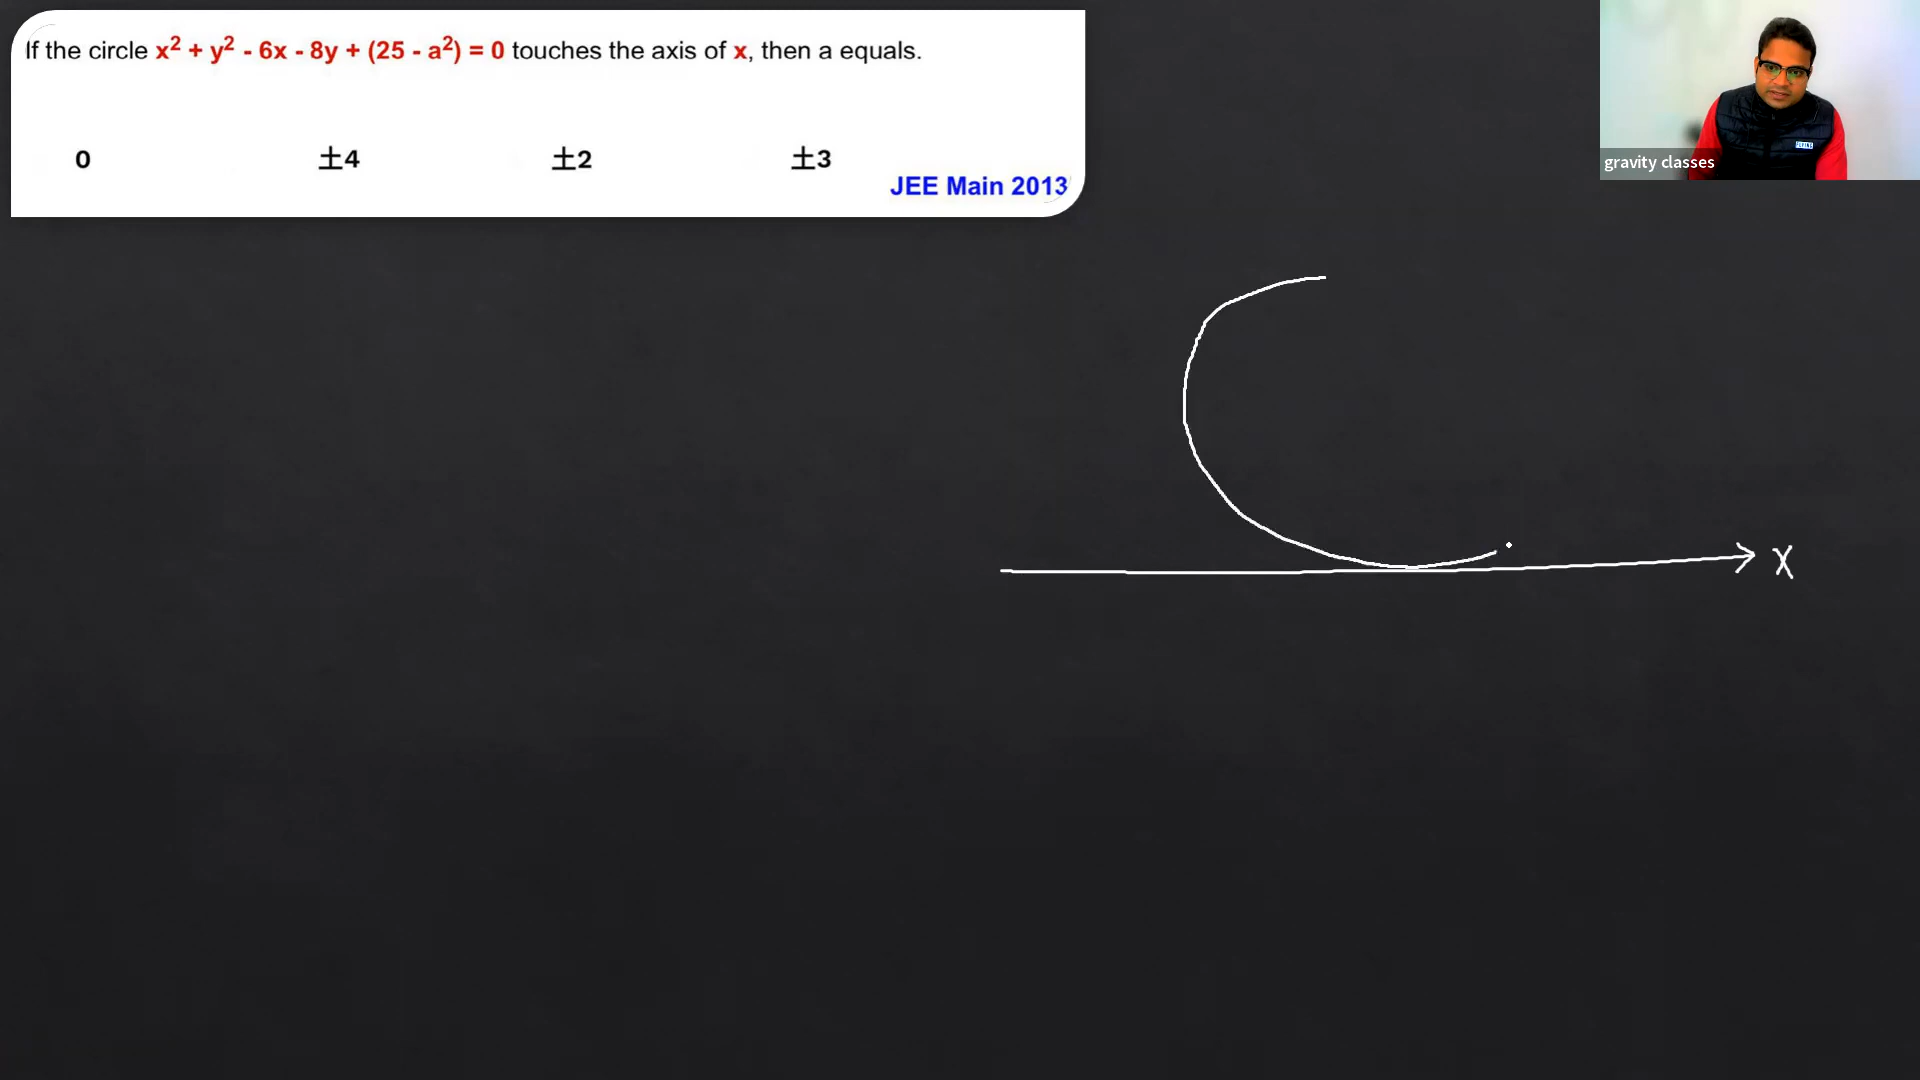 If the circle x² + y² - 6x - 8y + (25 - a²) = 0 touches the axis of x, then a equals.
0 ±4 ±2 ±3
JEE Main 2013
gravity classes
X